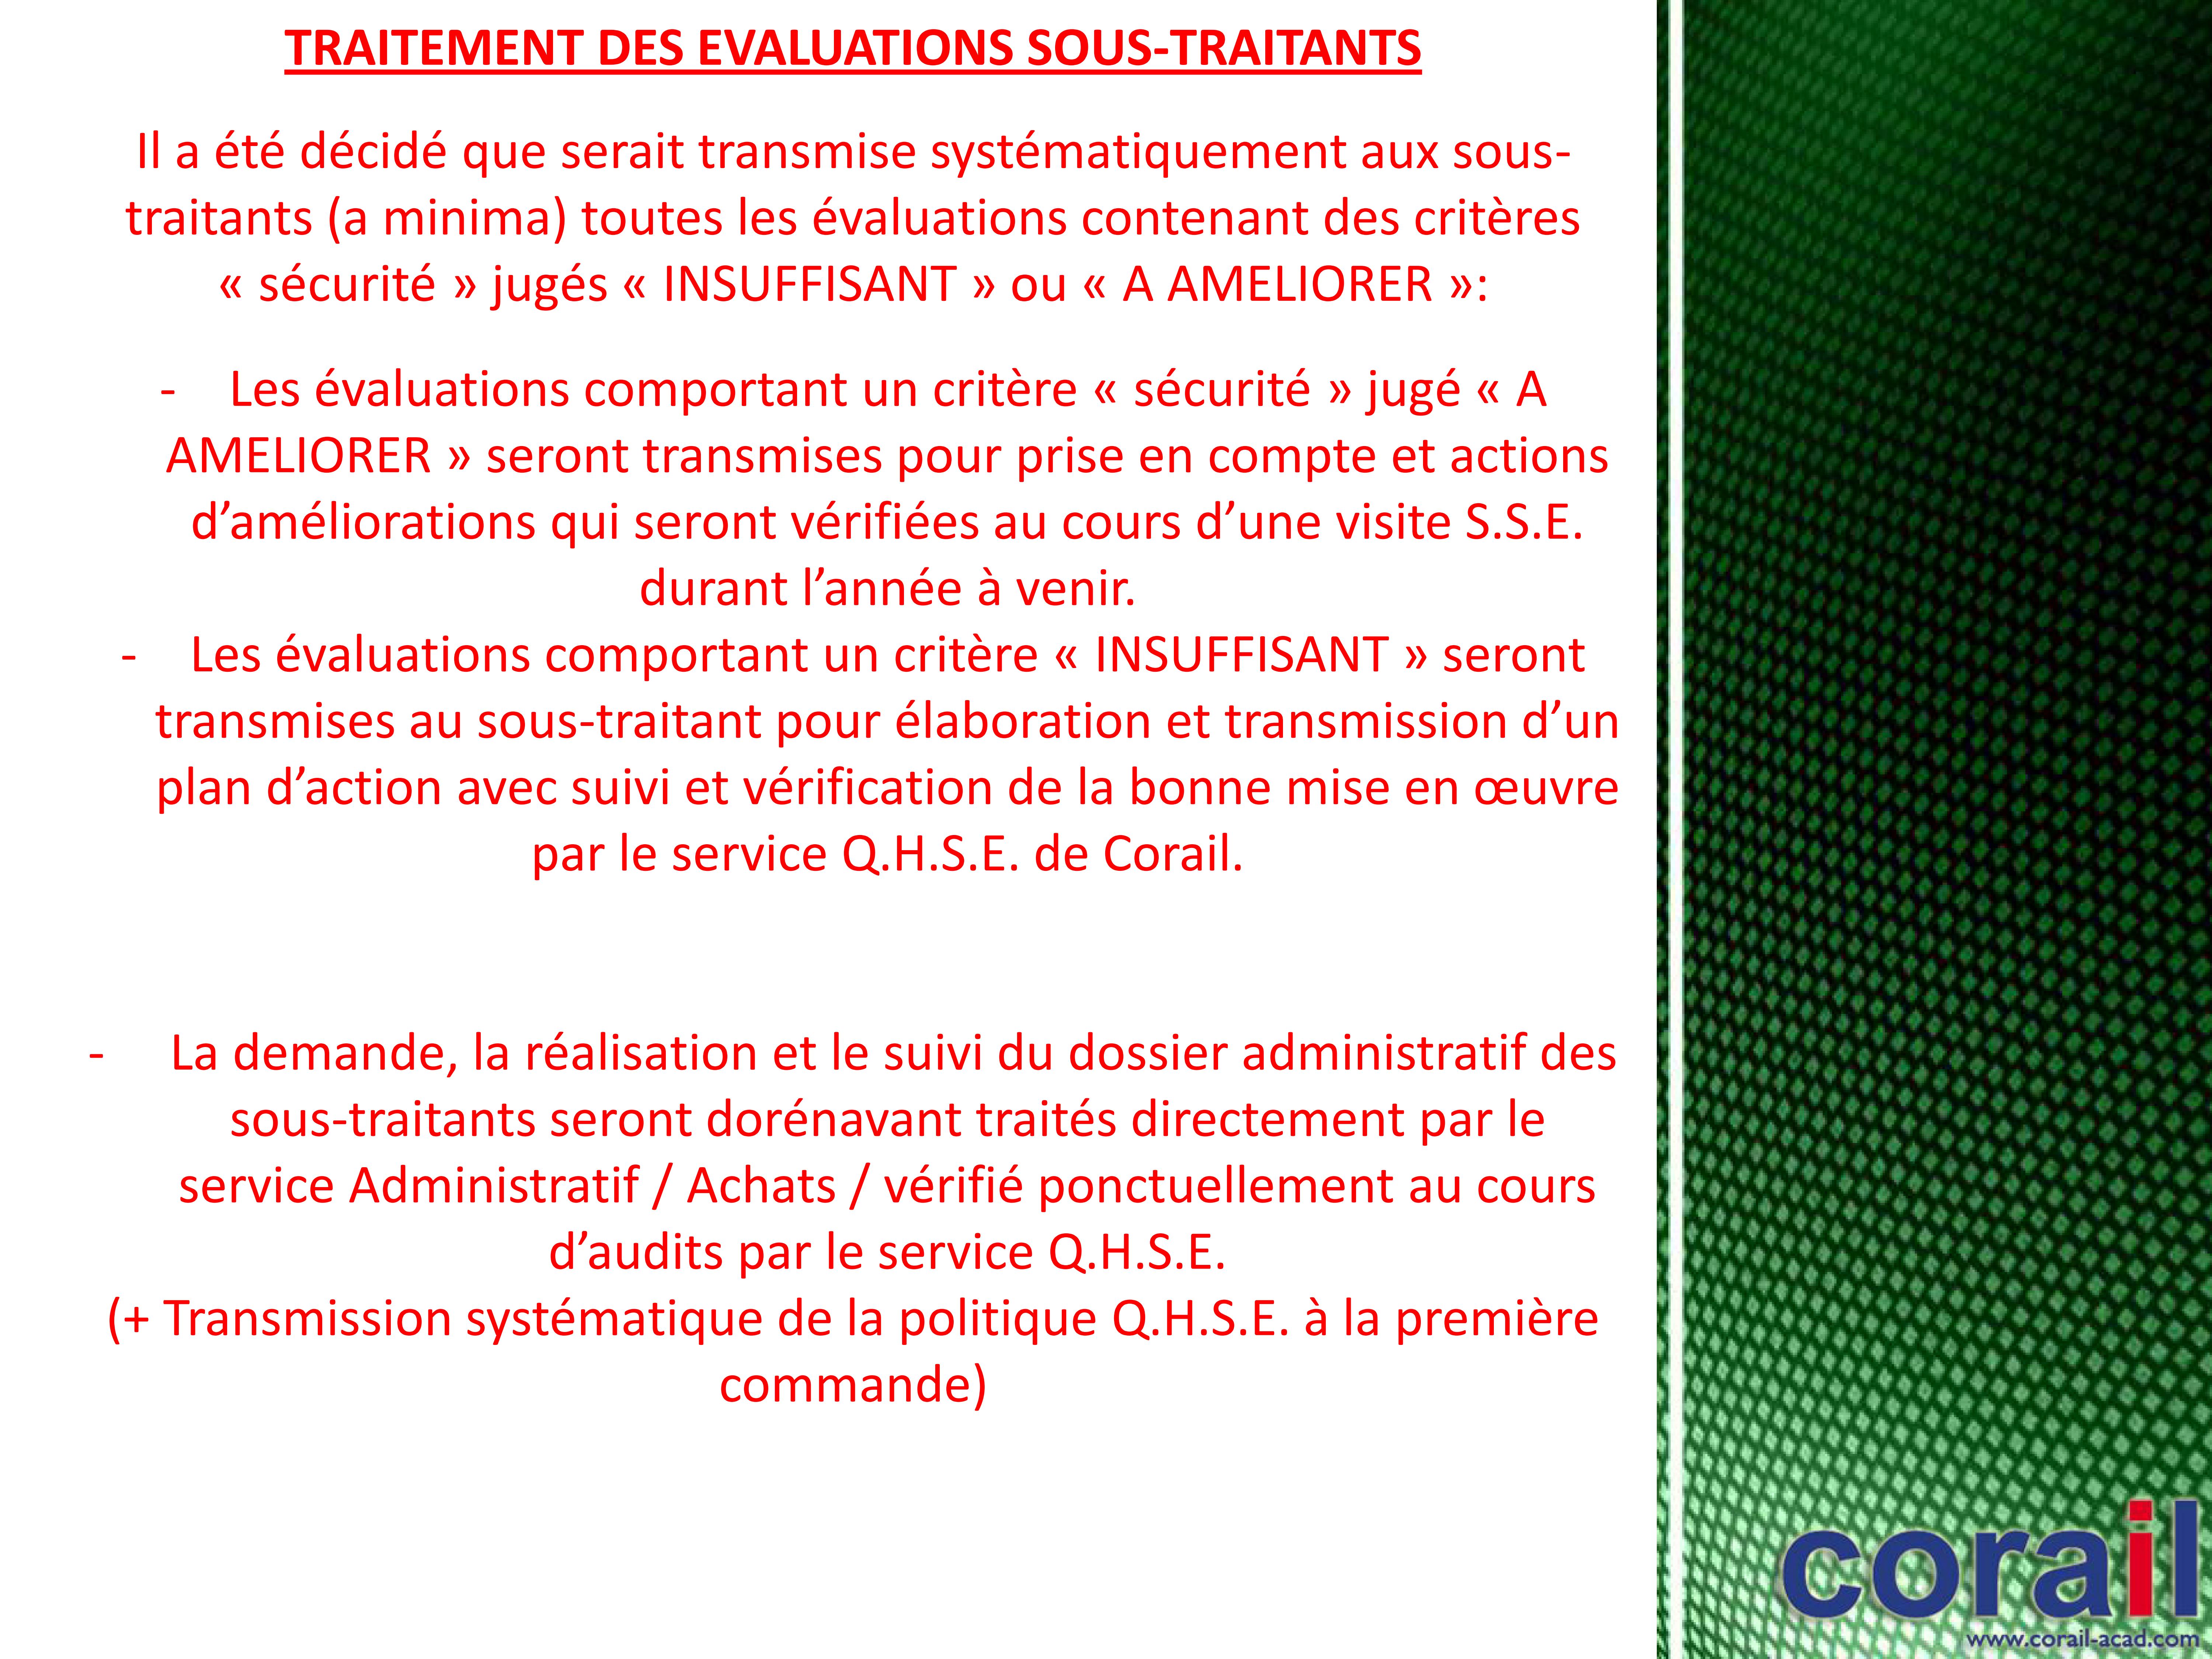 TRAITEMENT DES EVALUATIONS SOUS-TRAITANTS
Il a été décidé que serait transmise systématiquement aux sous-
traitants (a minima) toutes les évaluations contenant des critères
« sécurité » jugés « INSUFFISANT » ou « A AMELIORER »:
- Les évaluations comportant un critère « sécurité » jugé « A
AMELIORER » seront transmises pour prise en compte et actions
d’améliorations qui seront vérifiées au cours d’une visite S.S.E.
durant l’année à venir.
- Les évaluations comportant un critère « INSUFFISANT » seront
transmises au sous-traitant pour élaboration et transmission d’un
plan d’action avec suivi et vérification de la bonne mise en œuvre
par le service Q.H.S.E. de Corail.
- La demande, la réalisation et le suivi du dossier administratif des
sous-traitants seront dorénavant traités directement par le
service Administratif / Achats / vérifié ponctuellement au cours
d’audits par le service Q.H.S.E.
(+ Transmission systématique de la politique Q.H.S.E. à la première
commande)
corail
www.corail-acad.com